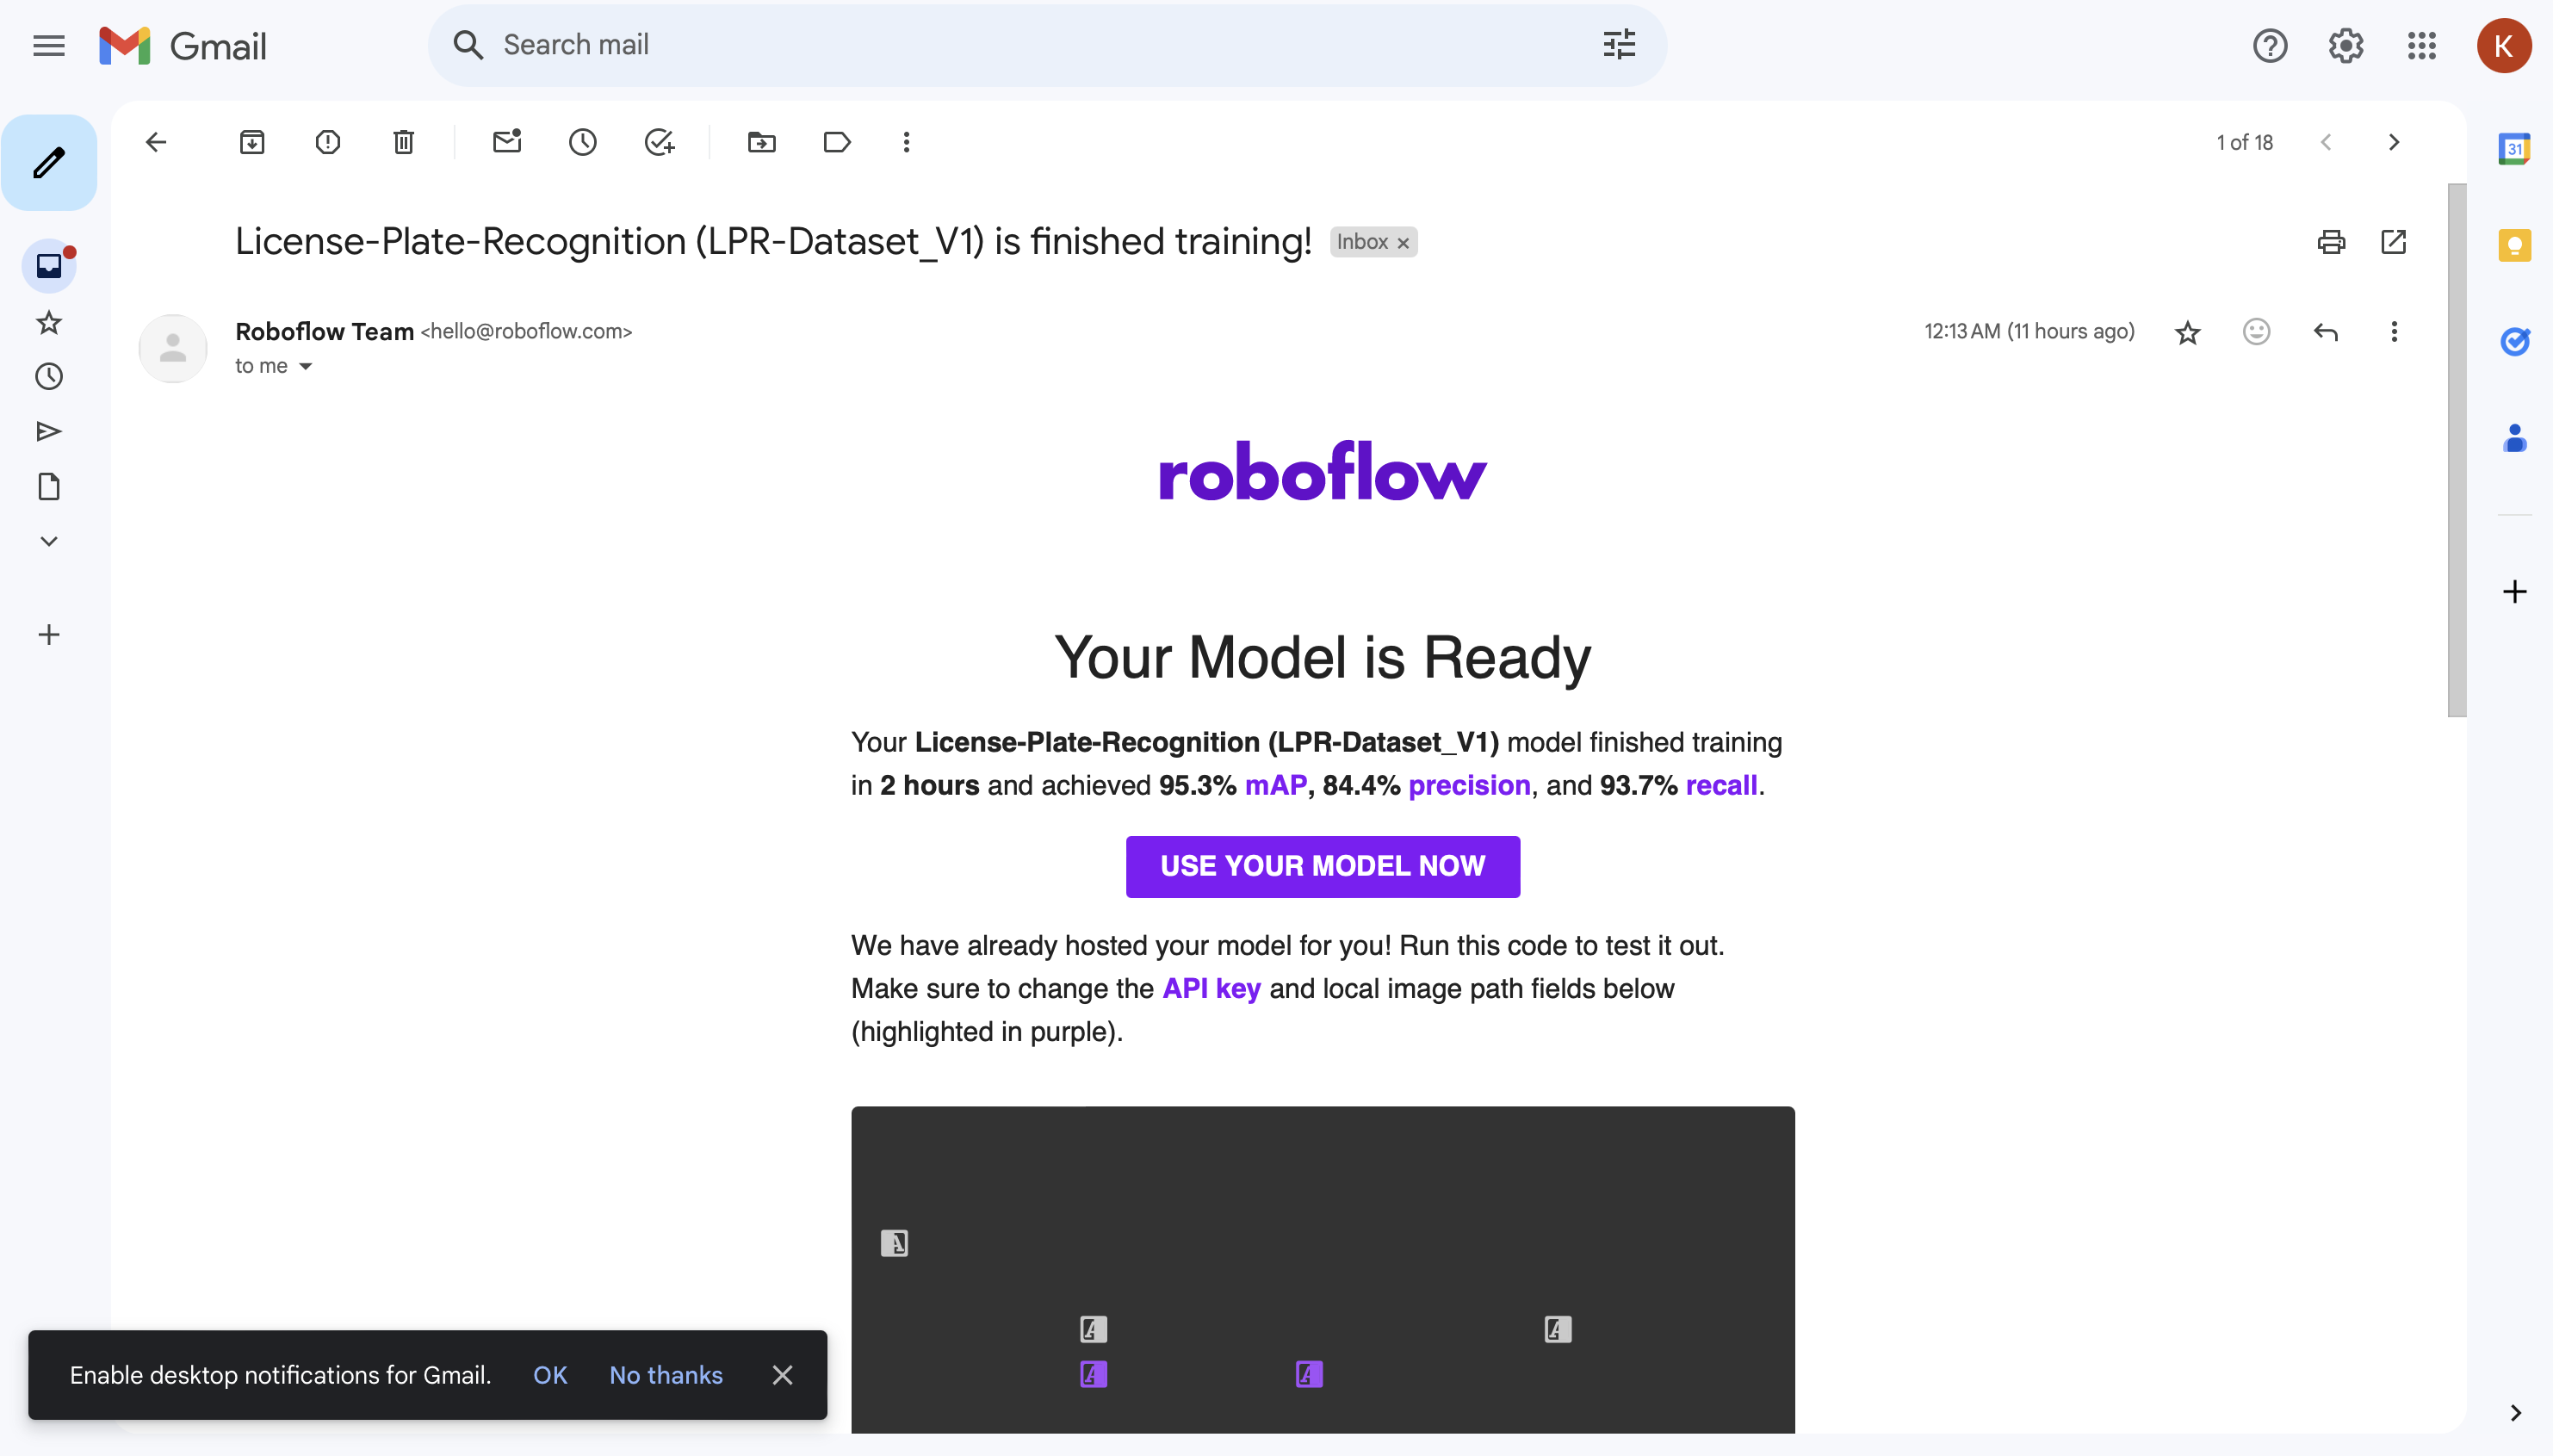 Gmail
Search mail
K
1 of 18
31
License-Plate-Recognition (LPR-Dataset_V1) is finished training!
Inbox ×
Roboflow Team <hello@roboflow.com>
12:13 AM (11 hours ago)
to me
roboflow
Your Model is Ready
Your License-Plate-Recognition (LPR-Dataset_V1) model finished training
in 2 hours and achieved 95.3% mAP, 84.4% precision, and 93.7% recall.
USE YOUR MODEL NOW
We have already hosted your model for you! Run this code to test it out.
Make sure to change the API key and local image path fields below
(highlighted in purple).
Enable desktop notifications for Gmail.
OK
No thanks